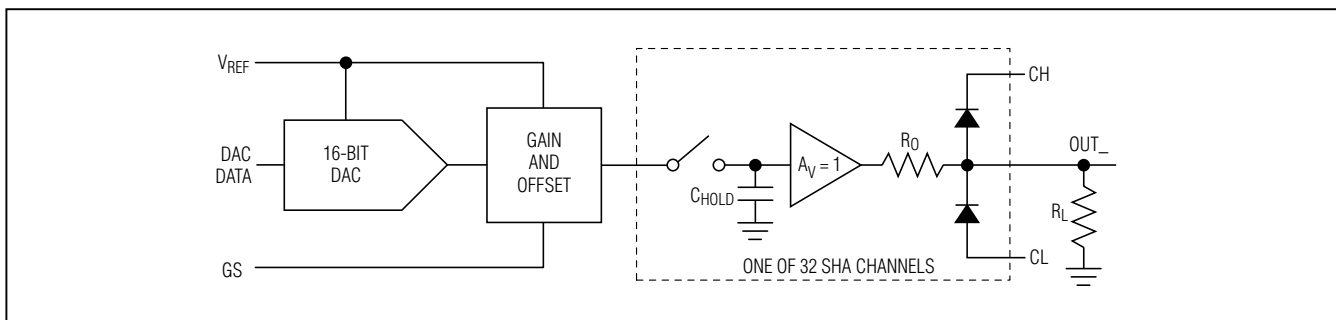 VREF
DAC
DATA
16-BIT
DAC
GS
GAIN
AND
OFFSET
CHOLD
AV = 1
RO
CH
OUT_
RL
CL
ONE OF 32 SHA CHANNELS